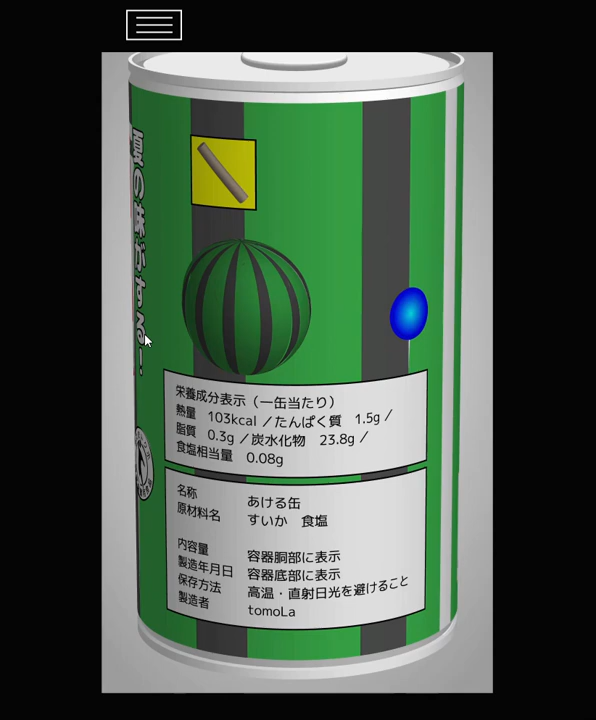 夏の味だねえ！
栄養成分表示（一缶当たり）
熱量　103kcal ／たんぱく質　1.5g ／
脂質　0.3g ／炭水化物　23.8g ／
食塩相当量　0.08g
名称　あける缶
原材料名　すいか　食塩
内容量　容器胴部に表示
製造年月日　容器底部に表示
保存方法　高温・直射日光を避けること
製造者　tomoLa